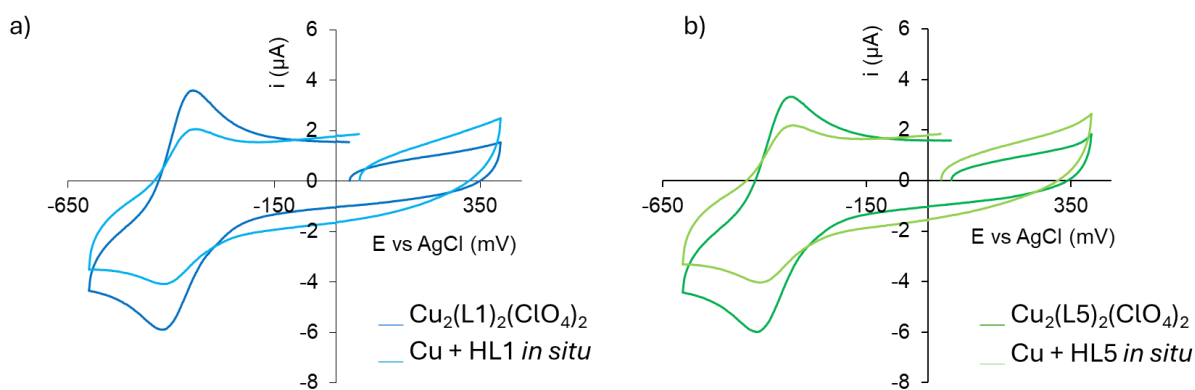 a)
i (µA)
6
4
2
0
-2
-4
-6
-8
-650
-150
350
E vs AgCl (mV)
Cu₂(L1)₂(ClO₄)₂
Cu + HL1 in situ
b)
i (µA)
6
4
2
0
-2
-4
-6
-8
-650
-150
350
E vs AgCl (mV)
Cu₂(L5)₂(ClO₄)₂
Cu + HL5 in situ